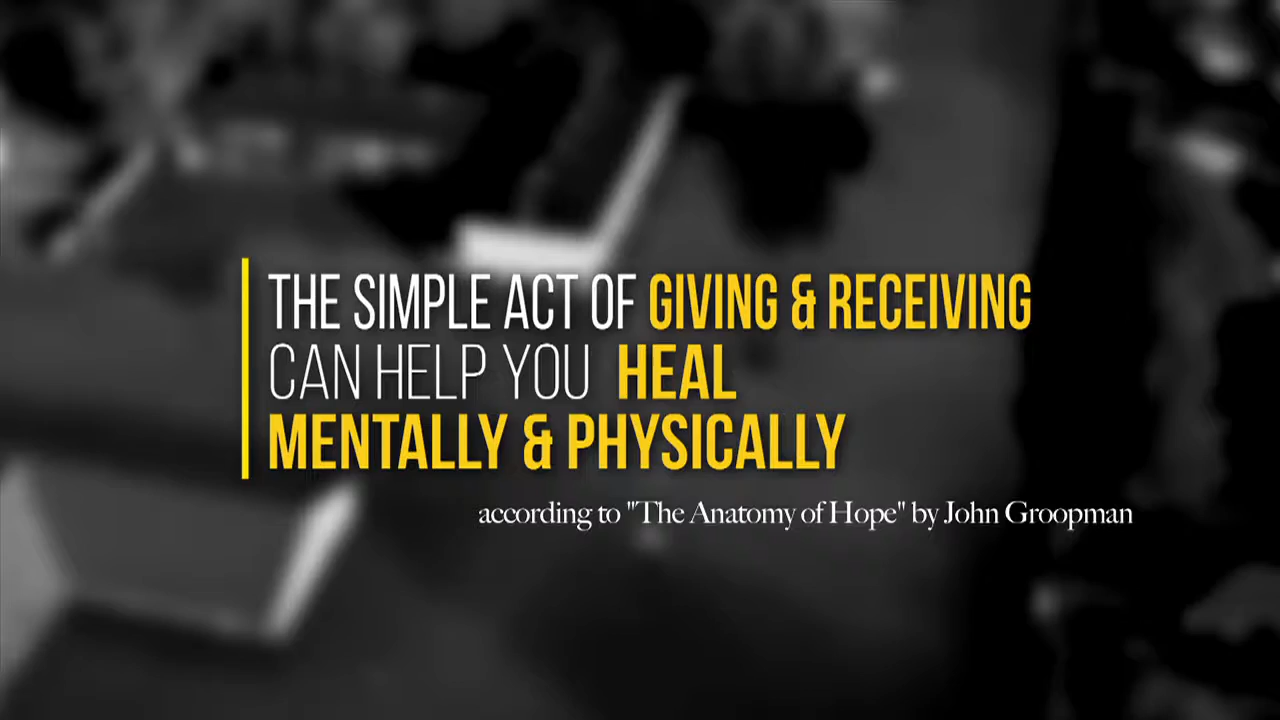 THE SIMPLE ACT OF GIVING & RECEIVING
CAN HELP YOU HEAL
MENTALLY & PHYSICALLY
according to "The Anatomy of Hope" by John Groopman